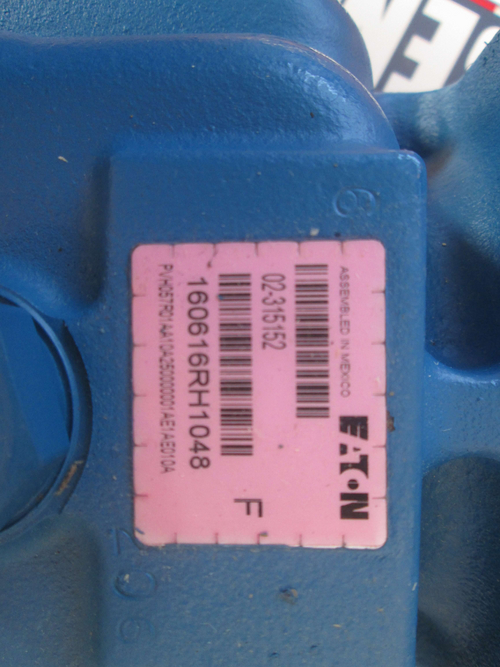 ASSEMBLED IN MEXICO
EATON
02-315152
160616RH1048
F
PVH057R01AA10A250000001AE1AE010A